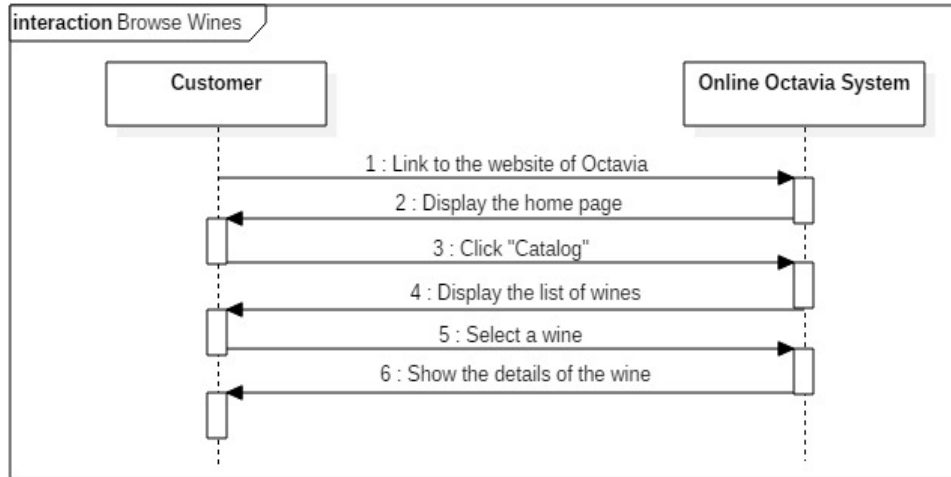 interaction Browse Wines
Customer
Online Octavia System
1 : Link to the website of Octavia
2 : Display the home page
3 : Click "Catalog"
4 : Display the list of wines
5 : Select a wine
6 : Show the details of the wine